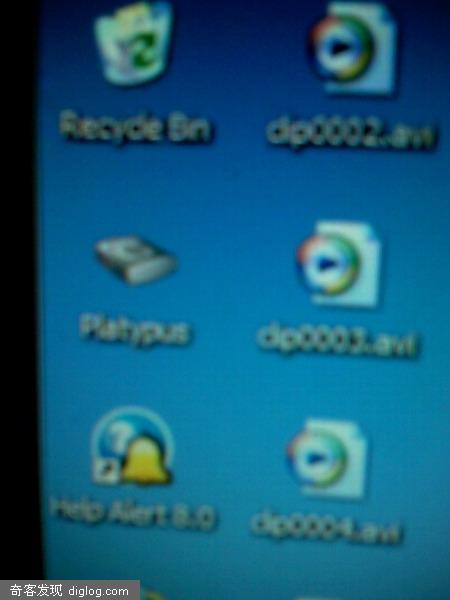 Recycle Bin
clip0002.avi
Platypus
clip0003.avi
Help Alert 8.0
clip0004.avi
奇客发现 diglog.com